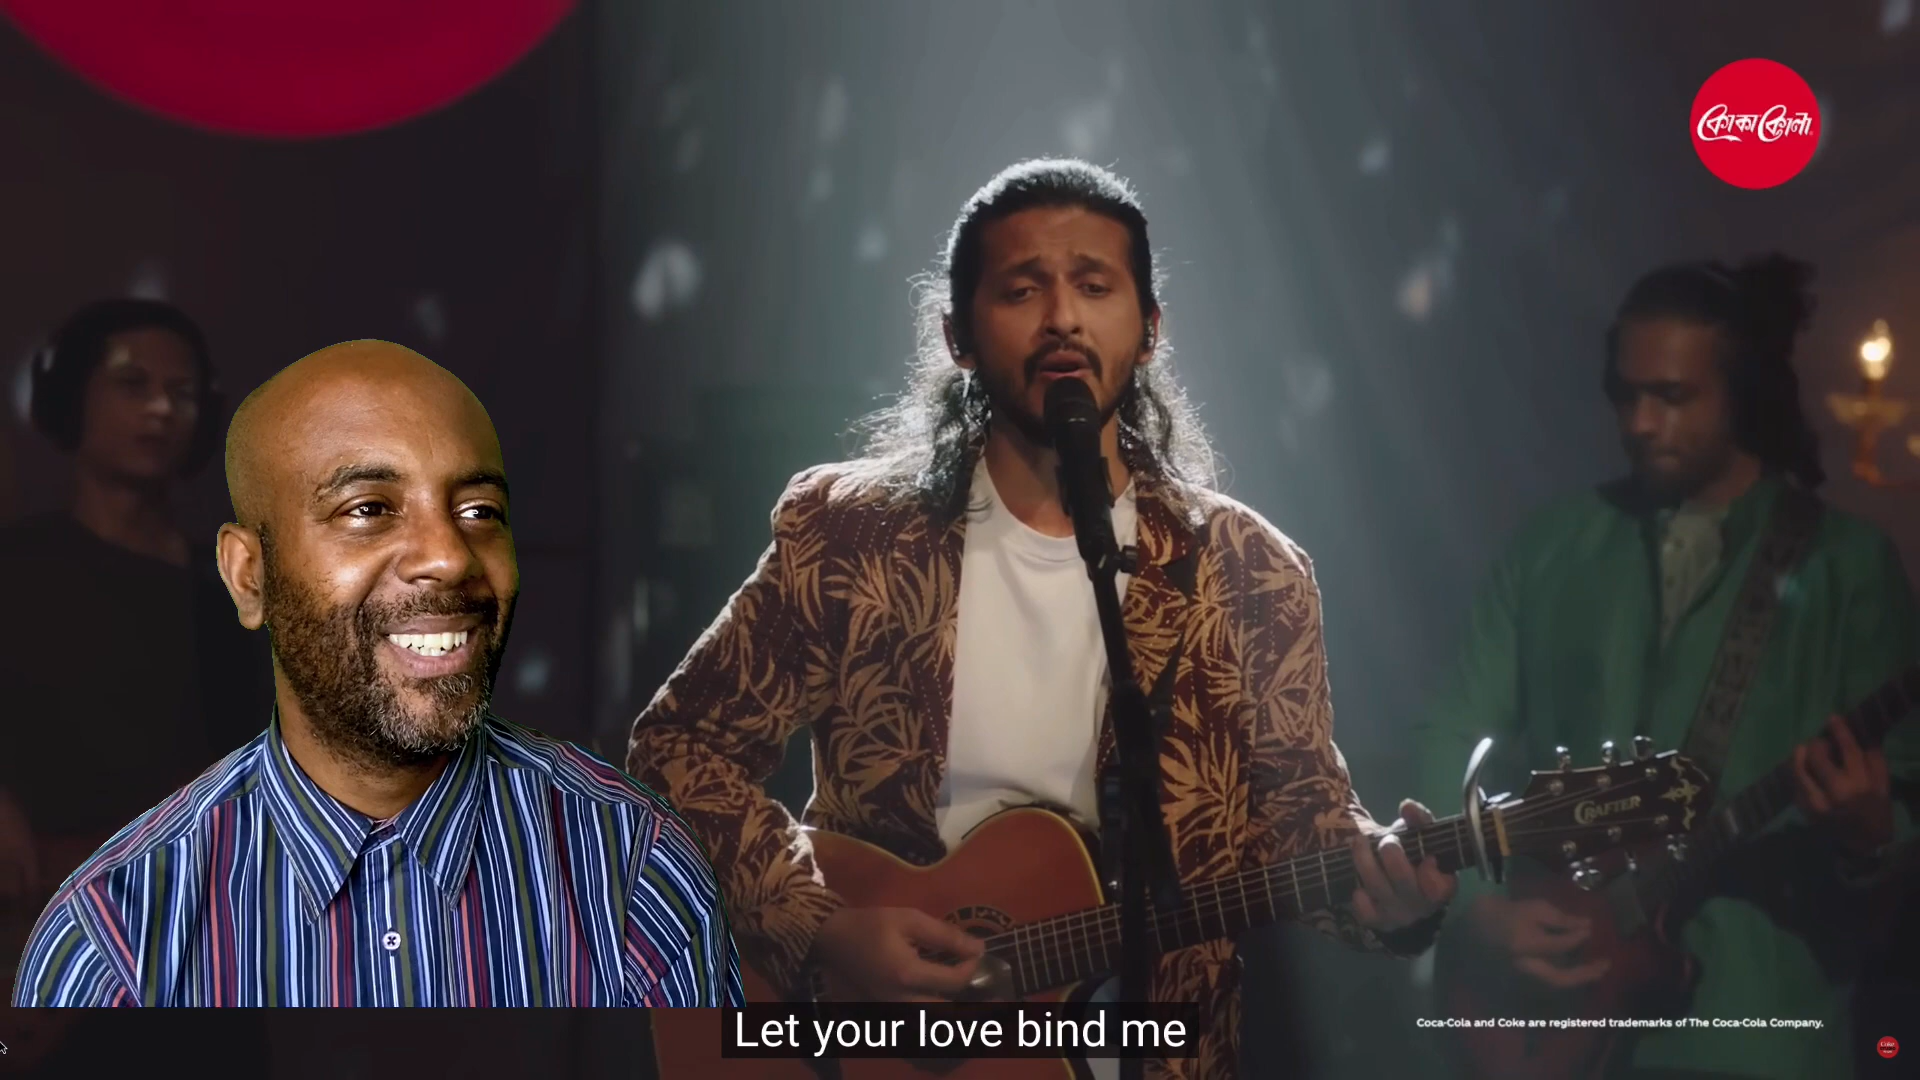 কোকা-কোলা
CRAFTER
Let your love bind me
Coca-Cola and Coke are registered trademarks of The Coca-Cola Company.